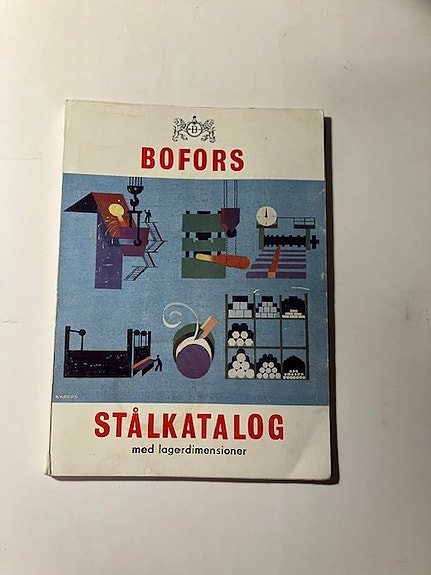 BOFORS
STÅLKATALOG
med lagerdimensioner